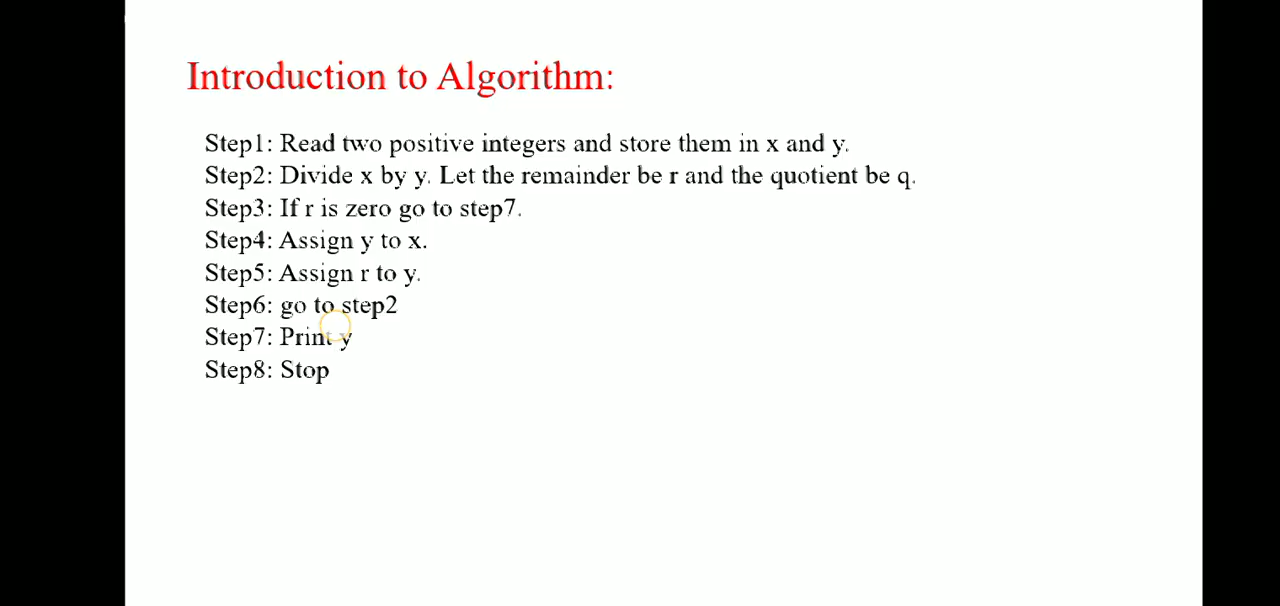 Introduction to Algorithm:
Step1: Read two positive integers and store them in x and y.
Step2: Divide x by y. Let the remainder be r and the quotient be q.
Step3: If r is zero go to step7.
Step4: Assign y to x.
Step5: Assign r to y.
Step6: go to step2
Step7: Print y
Step8: Stop